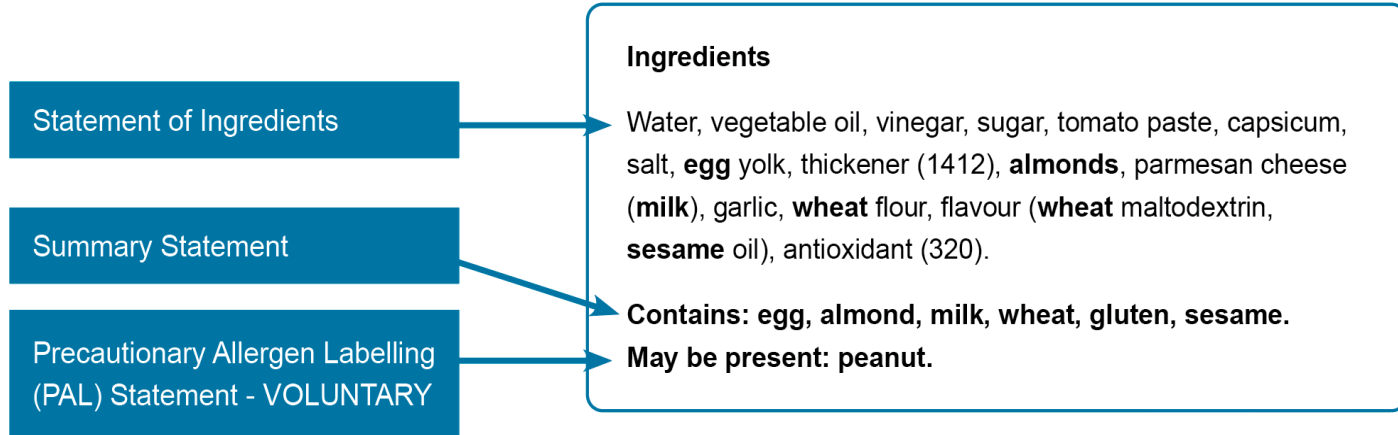 Statement of Ingredients
Summary Statement
Precautionary Allergen Labelling
(PAL) Statement - VOLUNTARY
Ingredients
Water, vegetable oil, vinegar, sugar, tomato paste, capsicum,
salt, egg yolk, thickener (1412), almonds, parmesan cheese
(milk), garlic, wheat flour, flavour (wheat maltodextrin,
sesame oil), antioxidant (320).
Contains: egg, almond, milk, wheat, gluten, sesame.
May be present: peanut.